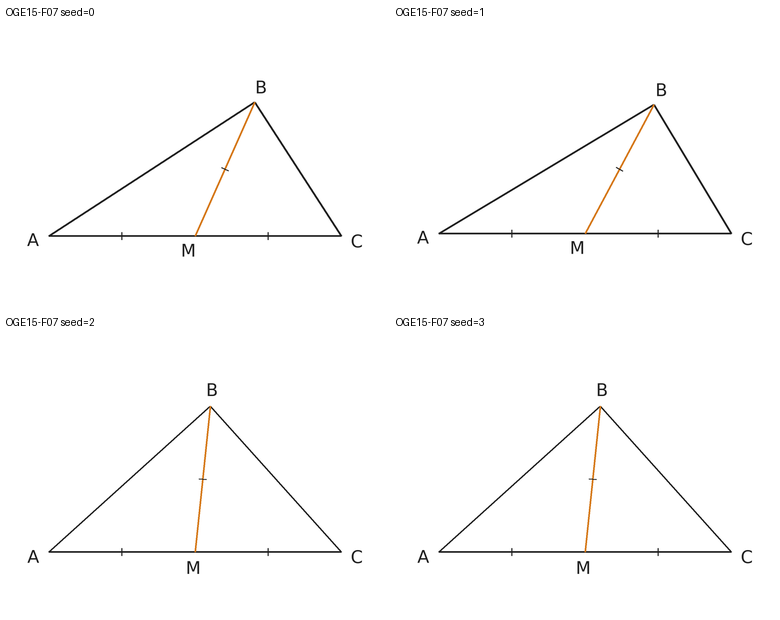 OGE15-F07 seed=0
OGE15-F07 seed=1
B
B
A
M
C
A
M
C
OGE15-F07 seed=2
OGE15-F07 seed=3
B
B
A
M
C
A
M
C